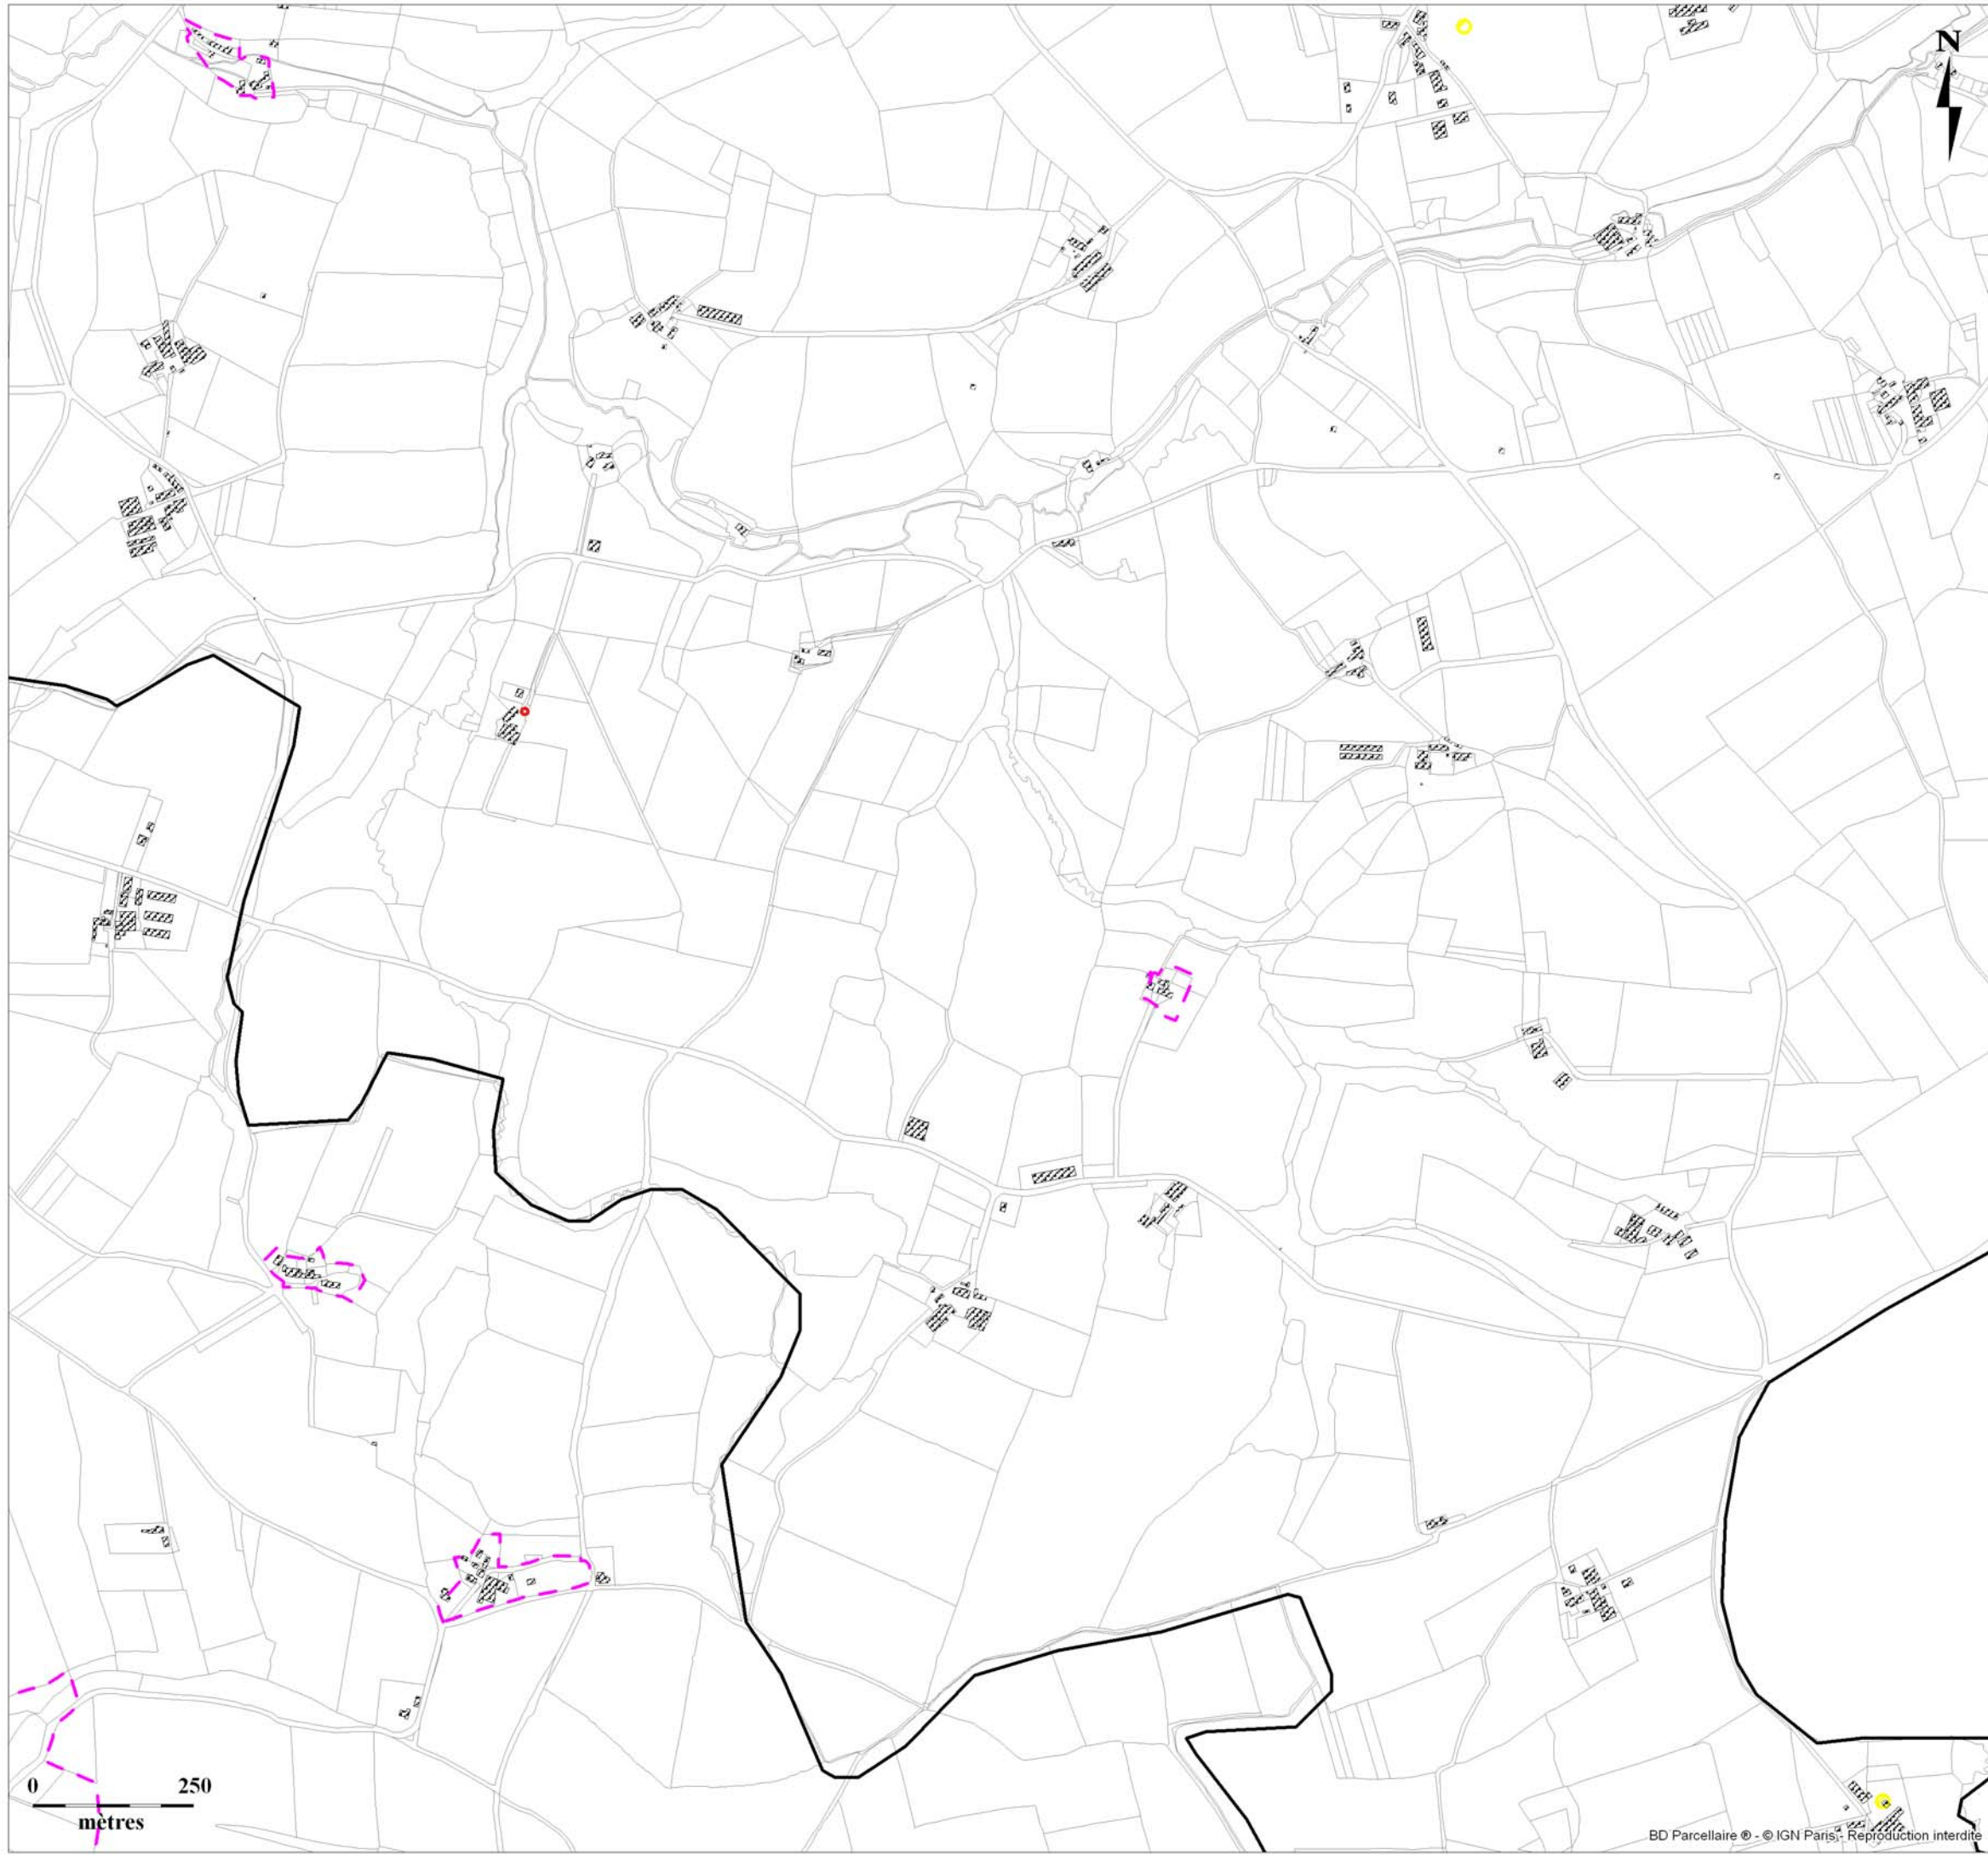 N
0 250
mètres
BD Parcellaire ® - © IGN Paris - Reproduction interdite